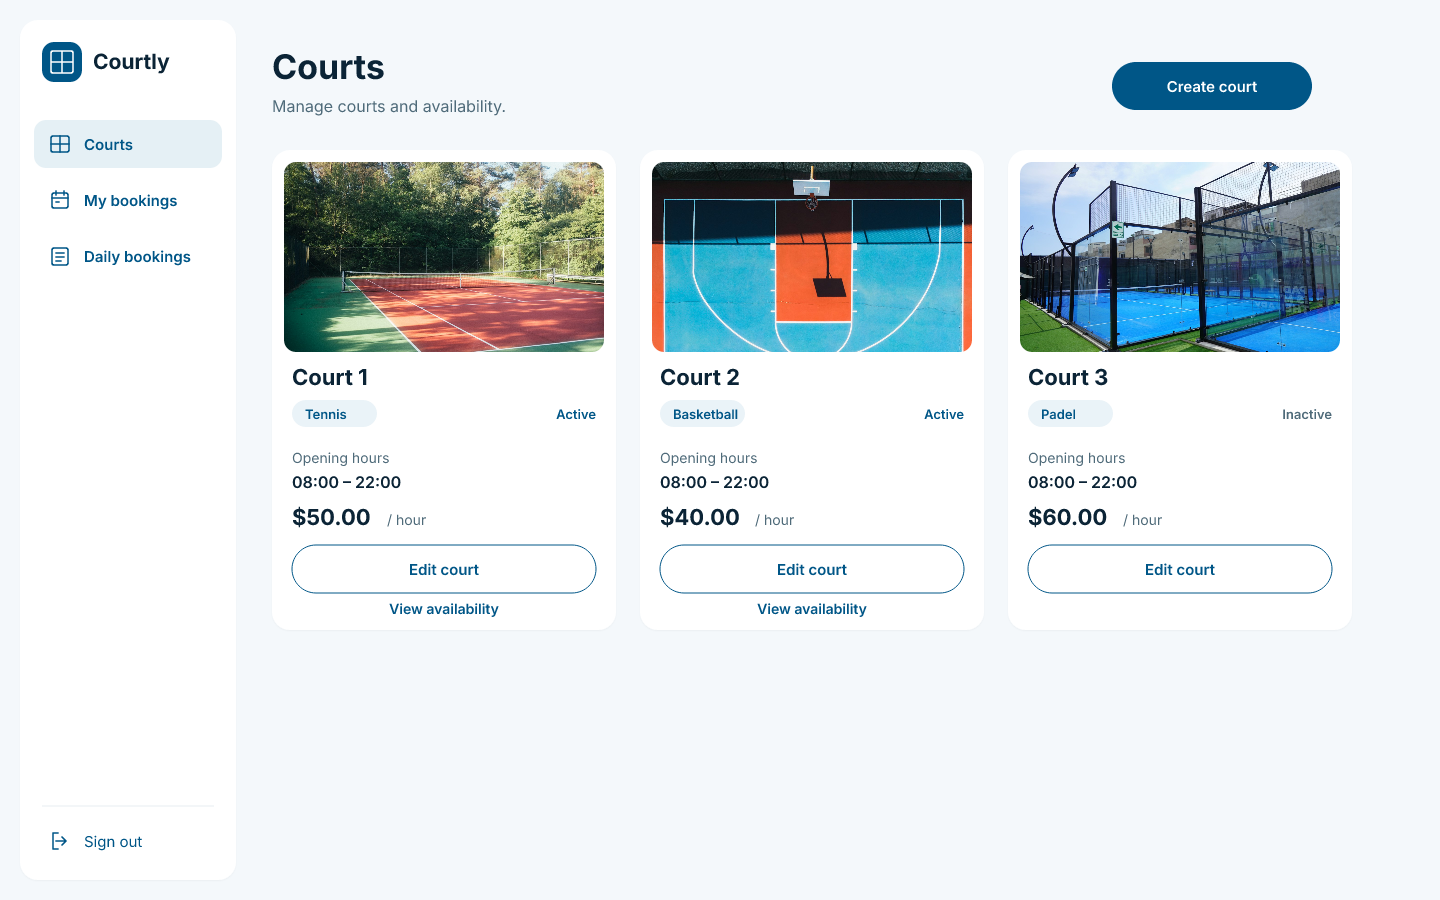 Courtly
Courts
My bookings
Daily bookings
Sign out
Courts
Manage courts and availability.
Create court
Court 1
Tennis
Active
Opening hours
08:00 – 22:00
$50.00 / hour
Edit court
View availability
Court 2
Basketball
Active
Opening hours
08:00 – 22:00
$40.00 / hour
Edit court
View availability
Court 3
Padel
Inactive
Opening hours
08:00 – 22:00
$60.00 / hour
Edit court